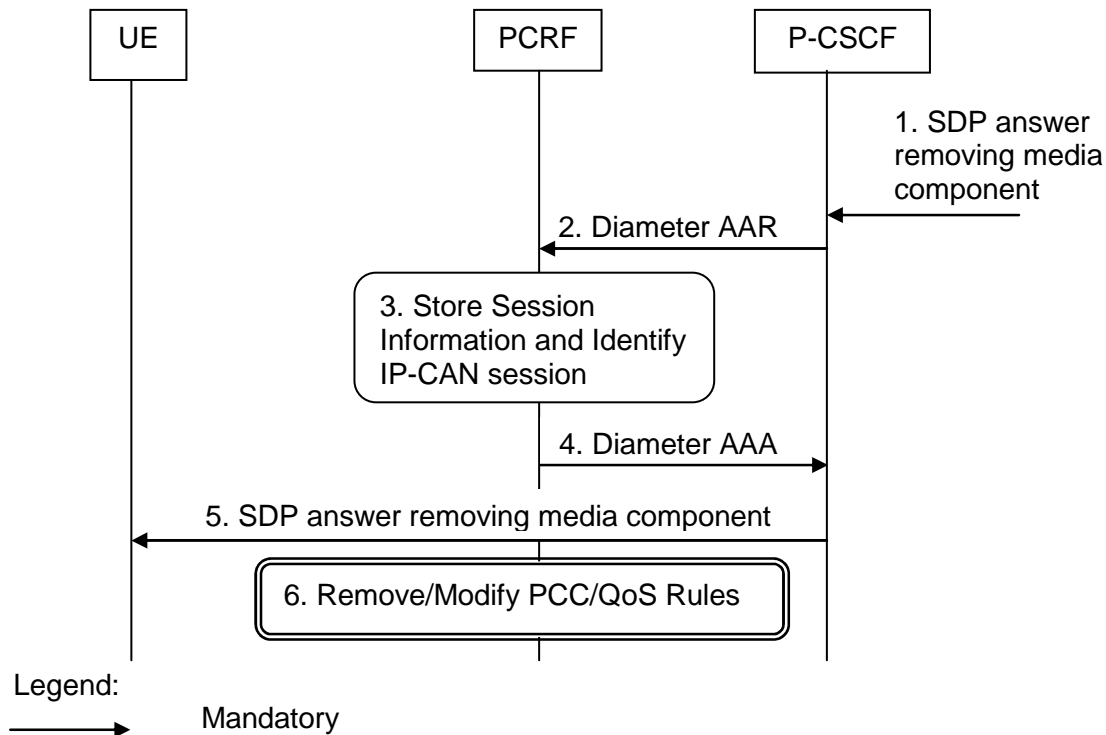 UE
PCRF
P-CSCF
1. SDP answer
removing media
component
2. Diameter AAR
3. Store Session
Information and Identify
IP-CAN session
4. Diameter AAA
5. SDP answer removing media component
6. Remove/Modify PCC/QoS Rules
Legend:
Mandatory